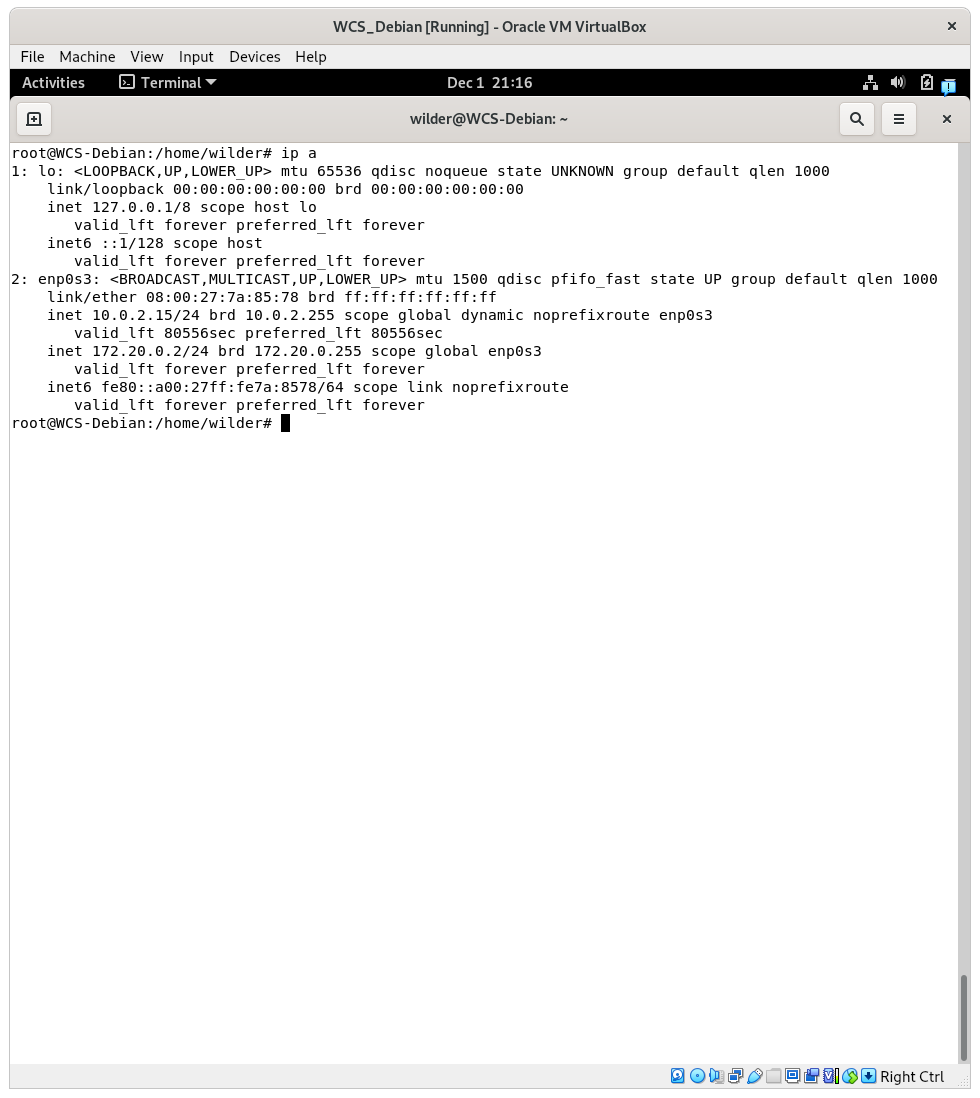 WCS_Debian [Running] - Oracle VM VirtualBox
File Machine View Input Devices Help
Activities Terminal Dec 1 21:16
wilder@WCS-Debian: ~
root@WCS-Debian:/home/wilder# ip a
1: lo: <LOOPBACK,UP,LOWER_UP> mtu 65536 qdisc noqueue state UNKNOWN group default qlen 1000
    link/loopback 00:00:00:00:00:00 brd 00:00:00:00:00:00
    inet 127.0.0.1/8 scope host lo
       valid_lft forever preferred_lft forever
    inet6 ::1/128 scope host
       valid_lft forever preferred_lft forever
2: enp0s3: <BROADCAST,MULTICAST,UP,LOWER_UP> mtu 1500 qdisc pfifo_fast state UP group default qlen 1000
    link/ether 08:00:27:7a:85:78 brd ff:ff:ff:ff:ff:ff
    inet 10.0.2.15/24 brd 10.0.2.255 scope global dynamic noprefixroute enp0s3
       valid_lft 80556sec preferred_lft 80556sec
    inet 172.20.0.2/24 brd 172.20.0.255 scope global enp0s3
       valid_lft forever preferred_lft forever
    inet6 fe80::a00:27ff:fe7a:8578/64 scope link noprefixroute
       valid_lft forever preferred_lft forever
root@WCS-Debian:/home/wilder#
Right Ctrl